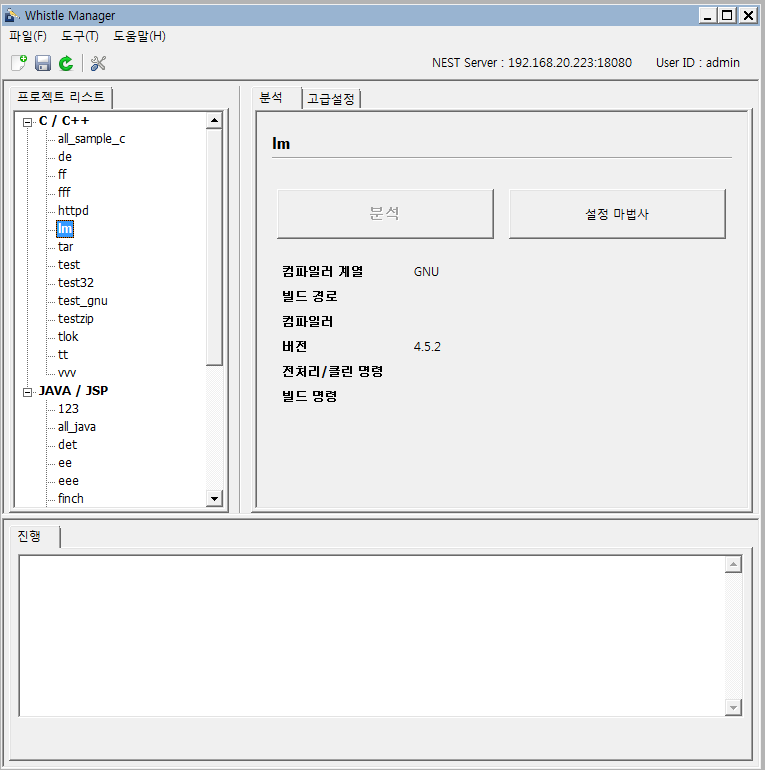 Whistle Manager
파일(F) 도구(T) 도움말(H)
NEST Server : 192.168.20.223:18080 User ID : admin
프로젝트 리스트
C / C++
all_sample_c
de
ff
fff
httpd
lm
tar
test
test32
test_gnu
testzip
tlok
tt
vvv
JAVA / JSP
123
all_java
det
ee
eee
finch
분석 고급설정
lm
분석 설정 마법사
컴파일러 계열 GNU
빌드 경로
컴파일러
버전 4.5.2
전처리/클린 명령
빌드 명령
진행